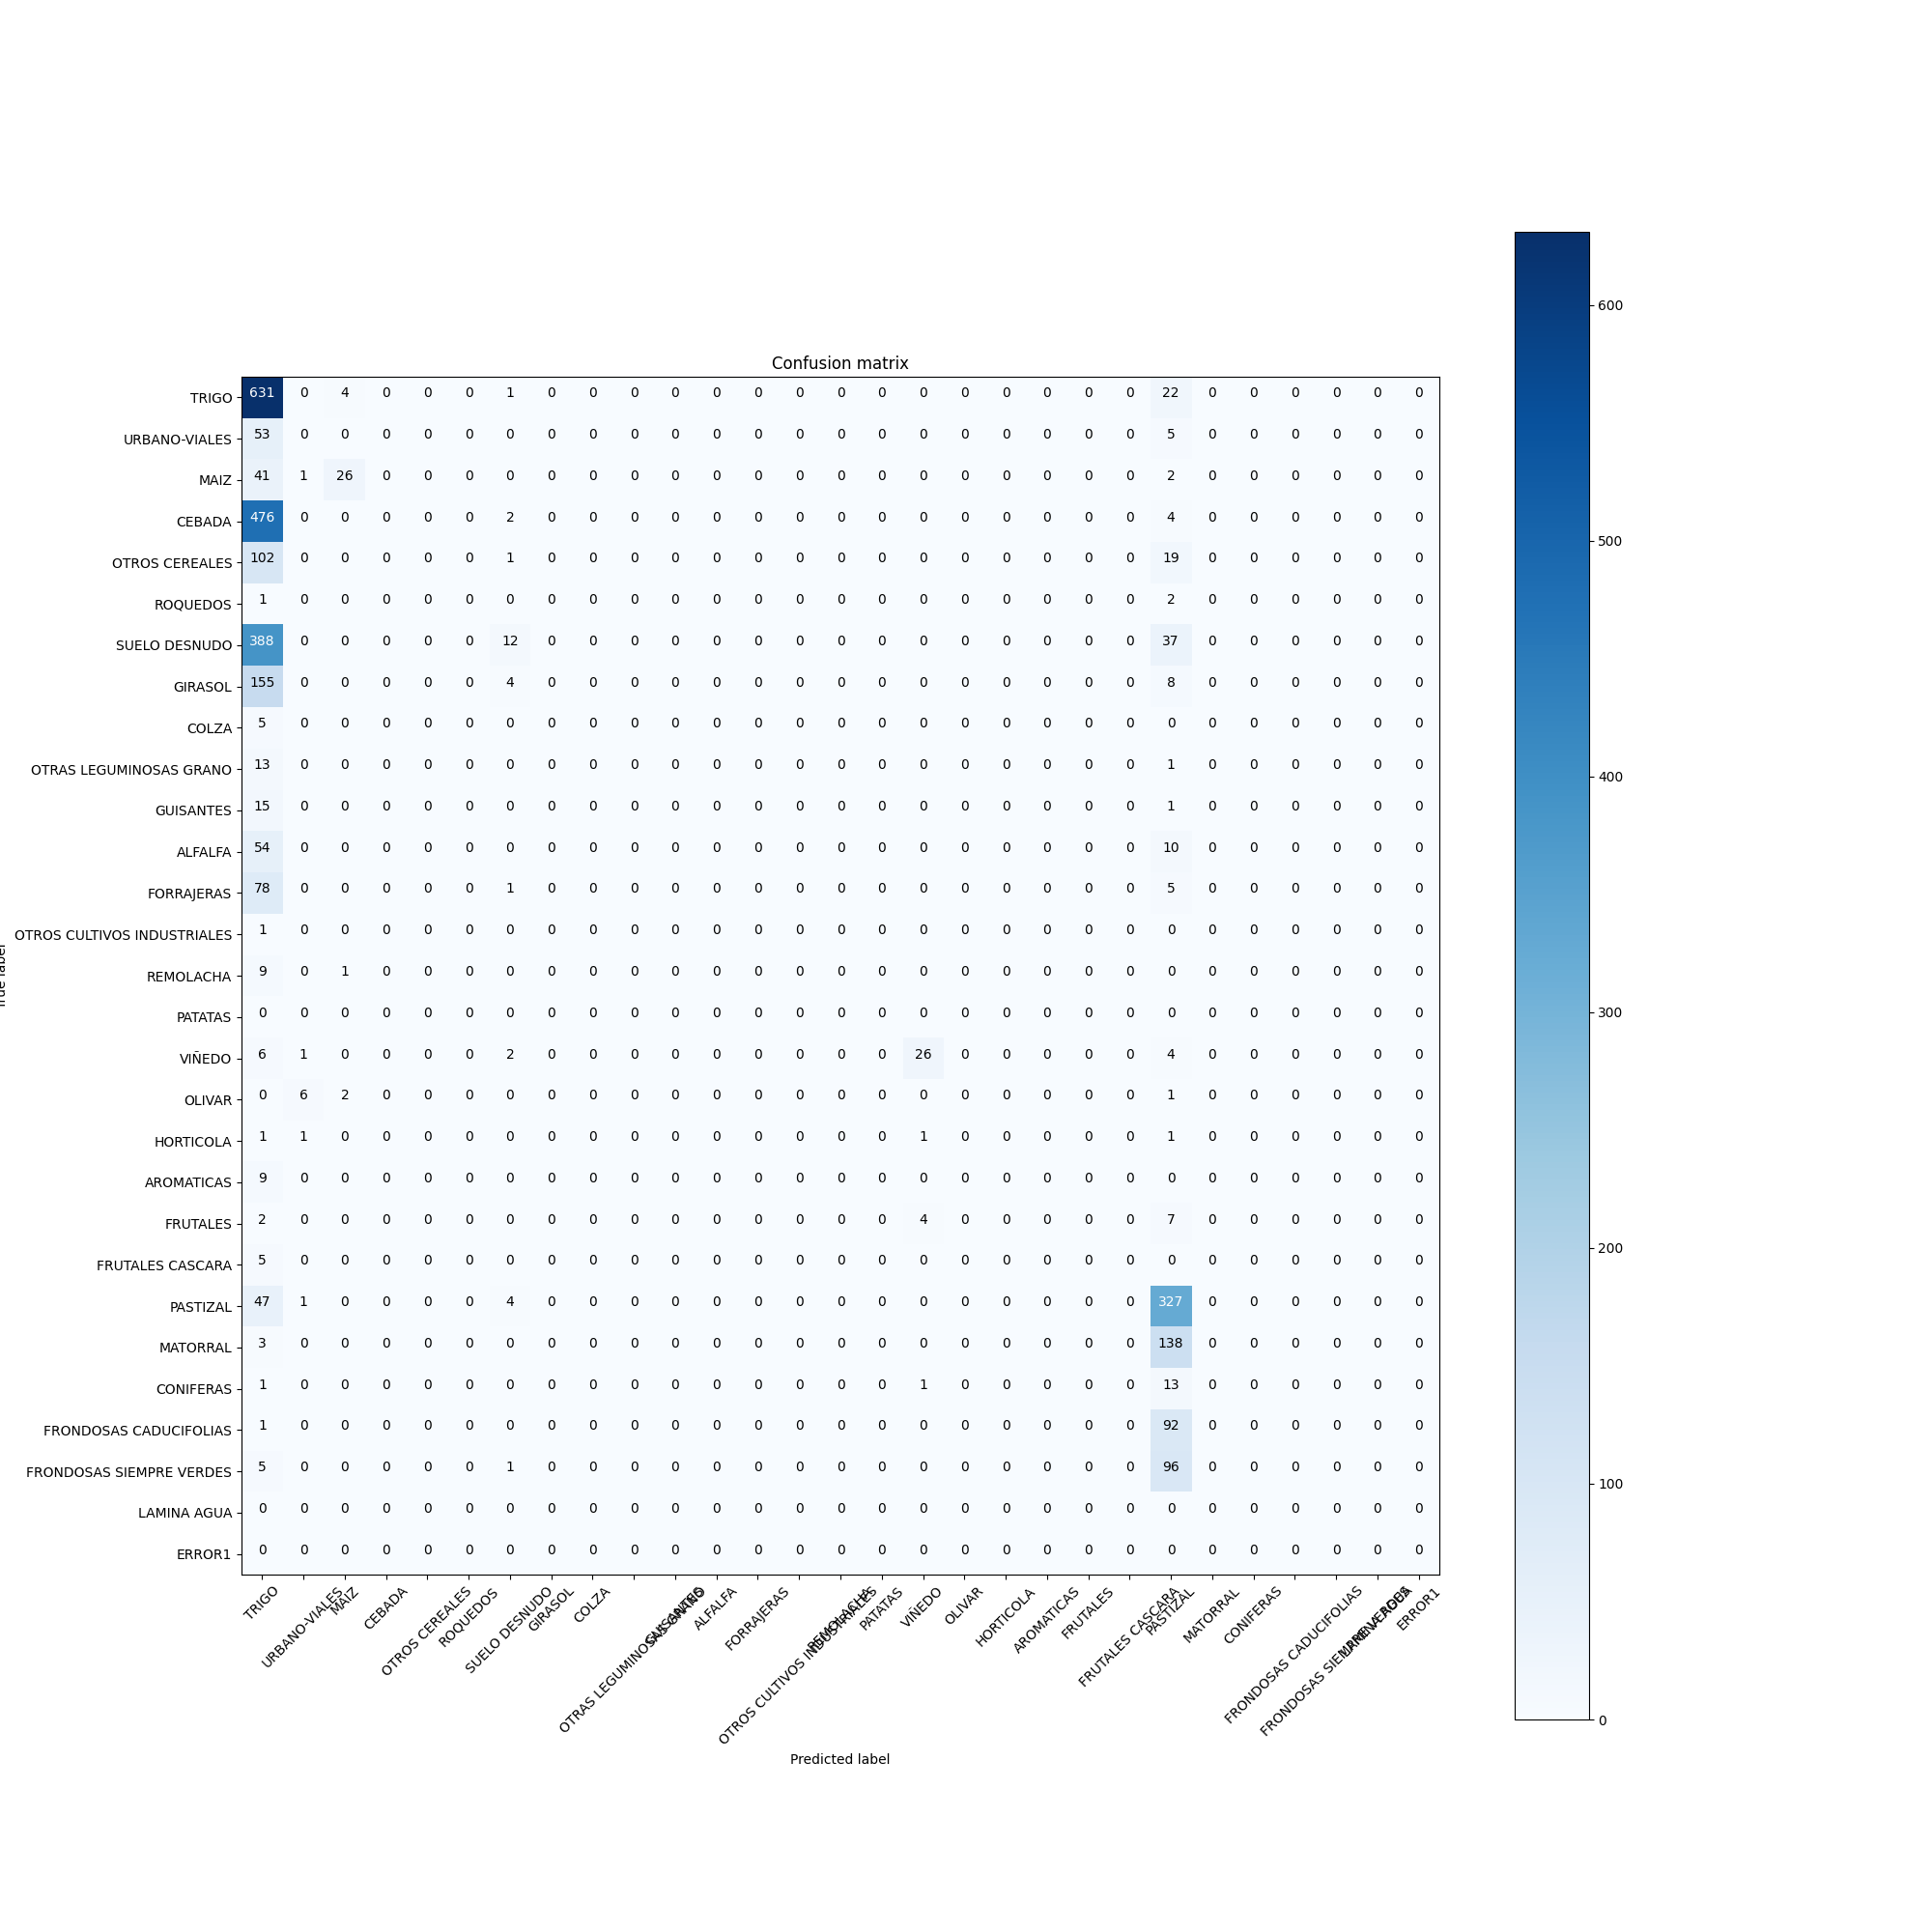 Confusion matrix
TRIGO 631 0 4 0 0 0 1 0 0 0 0 0 0 0 0 0 0 0 0 0 0 0 22 0 0 0 0 0 0
URBANO-VIALES 53 0 0 0 0 0 0 0 0 0 0 0 0 0 0 0 0 0 0 0 0 0 5 0 0 0 0 0 0
MAIZ 41 1 26 0 0 0 0 0 0 0 0 0 0 0 0 0 0 0 0 0 0 0 2 0 0 0 0 0 0
CEBADA 476 0 0 0 0 0 2 0 0 0 0 0 0 0 0 0 0 0 0 0 0 0 4 0 0 0 0 0 0
OTROS CEREALES 102 0 0 0 0 0 1 0 0 0 0 0 0 0 0 0 0 0 0 0 0 0 19 0 0 0 0 0 0
ROQUEDOS 1 0 0 0 0 0 0 0 0 0 0 0 0 0 0 0 0 0 0 0 0 0 2 0 0 0 0 0 0
SUELO DESNUDO 388 0 0 0 0 0 12 0 0 0 0 0 0 0 0 0 0 0 0 0 0 0 37 0 0 0 0 0 0
GIRASOL 155 0 0 0 0 0 4 0 0 0 0 0 0 0 0 0 0 0 0 0 0 0 8 0 0 0 0 0 0
COLZA 5 0 0 0 0 0 0 0 0 0 0 0 0 0 0 0 0 0 0 0 0 0 0 0 0 0 0 0 0
OTRAS LEGUMINOSAS GRANO 13 0 0 0 0 0 0 0 0 0 0 0 0 0 0 0 0 0 0 0 0 0 1 0 0 0 0 0 0
GUISANTES 15 0 0 0 0 0 0 0 0 0 0 0 0 0 0 0 0 0 0 0 0 0 1 0 0 0 0 0 0
ALFALFA 54 0 0 0 0 0 0 0 0 0 0 0 0 0 0 0 0 0 0 0 0 0 10 0 0 0 0 0 0
FORRAJERAS 78 0 0 0 0 0 1 0 0 0 0 0 0 0 0 0 0 0 0 0 0 0 5 0 0 0 0 0 0
OTROS CULTIVOS INDUSTRIALES 1 0 0 0 0 0 0 0 0 0 0 0 0 0 0 0 0 0 0 0 0 0 0 0 0 0 0 0 0
REMOLACHA 9 0 1 0 0 0 0 0 0 0 0 0 0 0 0 0 0 0 0 0 0 0 0 0 0 0 0 0 0
PATATAS 0 0 0 0 0 0 0 0 0 0 0 0 0 0 0 0 0 0 0 0 0 0 0 0 0 0 0 0 0
VIÑEDO 6 1 0 0 0 0 2 0 0 0 0 0 0 0 0 0 26 0 0 0 0 0 4 0 0 0 0 0 0
OLIVAR 0 6 2 0 0 0 0 0 0 0 0 0 0 0 0 0 0 0 0 0 0 0 1 0 0 0 0 0 0
HORTICOLA 1 1 0 0 0 0 0 0 0 0 0 0 0 0 0 0 1 0 0 0 0 0 1 0 0 0 0 0 0
AROMATICAS 9 0 0 0 0 0 0 0 0 0 0 0 0 0 0 0 0 0 0 0 0 0 0 0 0 0 0 0 0
FRUTALES 2 0 0 0 0 0 0 0 0 0 0 0 0 0 0 0 4 0 0 0 0 0 7 0 0 0 0 0 0
FRUTALES CASCARA 5 0 0 0 0 0 0 0 0 0 0 0 0 0 0 0 0 0 0 0 0 0 0 0 0 0 0 0 0
PASTIZAL 47 1 0 0 0 0 4 0 0 0 0 0 0 0 0 0 0 0 0 0 0 0 327 0 0 0 0 0 0
MATORRAL 3 0 0 0 0 0 0 0 0 0 0 0 0 0 0 0 0 0 0 0 0 0 138 0 0 0 0 0 0
CONIFERAS 1 0 0 0 0 0 0 0 0 0 0 0 0 0 0 0 1 0 0 0 0 0 13 0 0 0 0 0 0
FRONDOSAS CADUCIFOLIAS 1 0 0 0 0 0 0 0 0 0 0 0 0 0 0 0 0 0 0 0 0 0 92 0 0 0 0 0 0
FRONDOSAS SIEMPRE VERDES 5 0 0 0 0 0 1 0 0 0 0 0 0 0 0 0 0 0 0 0 0 0 96 0 0 0 0 0 0
LAMINA AGUA 0 0 0 0 0 0 0 0 0 0 0 0 0 0 0 0 0 0 0 0 0 0 0 0 0 0 0 0 0
ERROR1 0 0 0 0 0 0 0 0 0 0 0 0 0 0 0 0 0 0 0 0 0 0 0 0 0 0 0 0 0
TRIGO
URBANO-VIALES
MAIZ
CEBADA
OTROS CEREALES
ROQUEDOS
SUELO DESNUDO
GIRASOL
COLZA
OTRAS LEGUMINOSAS GRANO
GUISANTES
ALFALFA
FORRAJERAS
OTROS CULTIVOS INDUSTRIALES
REMOLACHA
PATATAS
VIÑEDO
OLIVAR
HORTICOLA
AROMATICAS
FRUTALES
FRUTALES CASCARA
PASTIZAL
MATORRAL
CONIFERAS
FRONDOSAS CADUCIFOLIAS
FRONDOSAS SIEMPRE VERDES
LAMINA AGUA
ERROR1
Predicted label
600
500
400
300
200
100
0